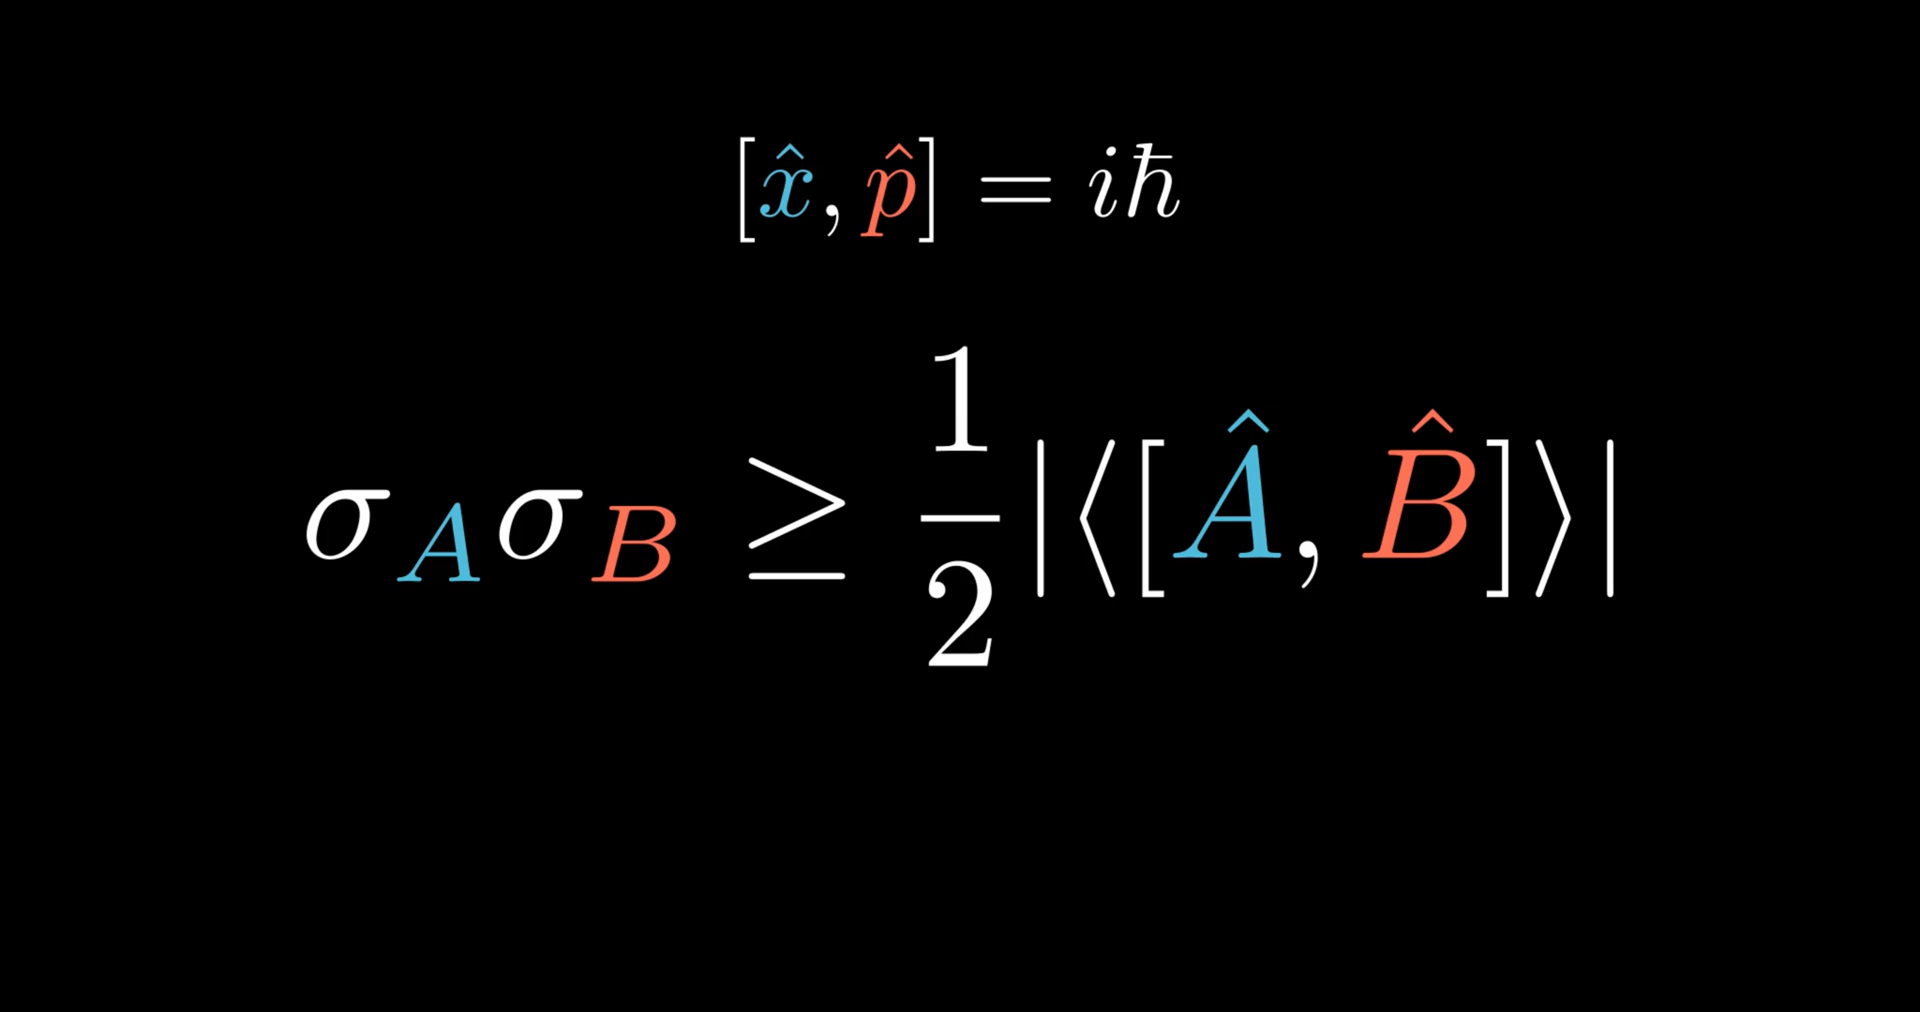 [x̂, p̂] = iħ
σ_A σ_B ≥ 1/2 |⟨[Â, B̂]⟩|